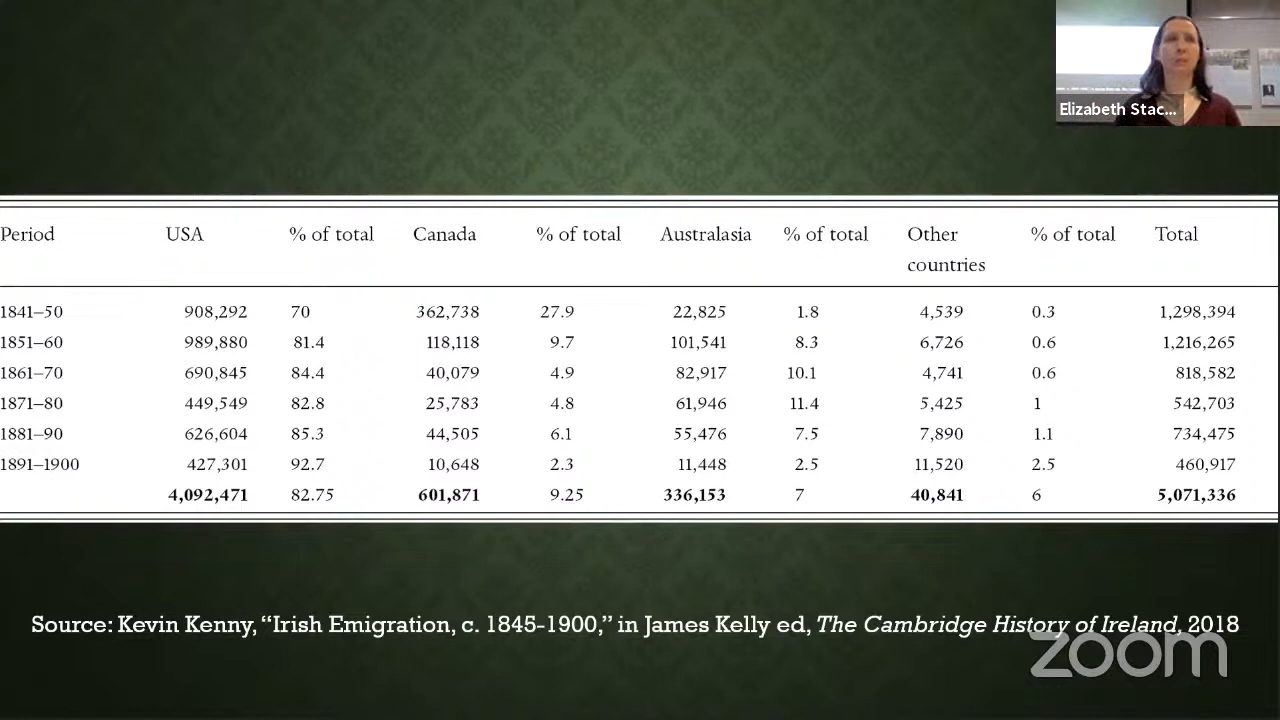 Elizabeth Stac...
Period USA % of total Canada % of total Australasia % of total Other countries % of total Total
1841–50 908,292 70 362,738 27.9 22,825 1.8 4,539 0.3 1,298,394
1851–60 989,880 81.4 118,118 9.7 101,541 8.3 6,726 0.6 1,216,265
1861–70 690,845 84.4 40,079 4.9 82,917 10.1 4,741 0.6 818,582
1871–80 449,549 82.8 25,783 4.8 61,946 11.4 5,425 1 542,703
1881–90 626,604 85.3 44,505 6.1 55,476 7.5 7,890 1.1 734,475
1891–1900 427,301 92.7 10,648 2.3 11,448 2.5 11,520 2.5 460,917
4,092,471 82.75 601,871 9.25 336,153 7 40,841 6 5,071,336
Source: Kevin Kenny, “Irish Emigration, c. 1845-1900,” in James Kelly ed, The Cambridge History of Ireland, 2018
zoom